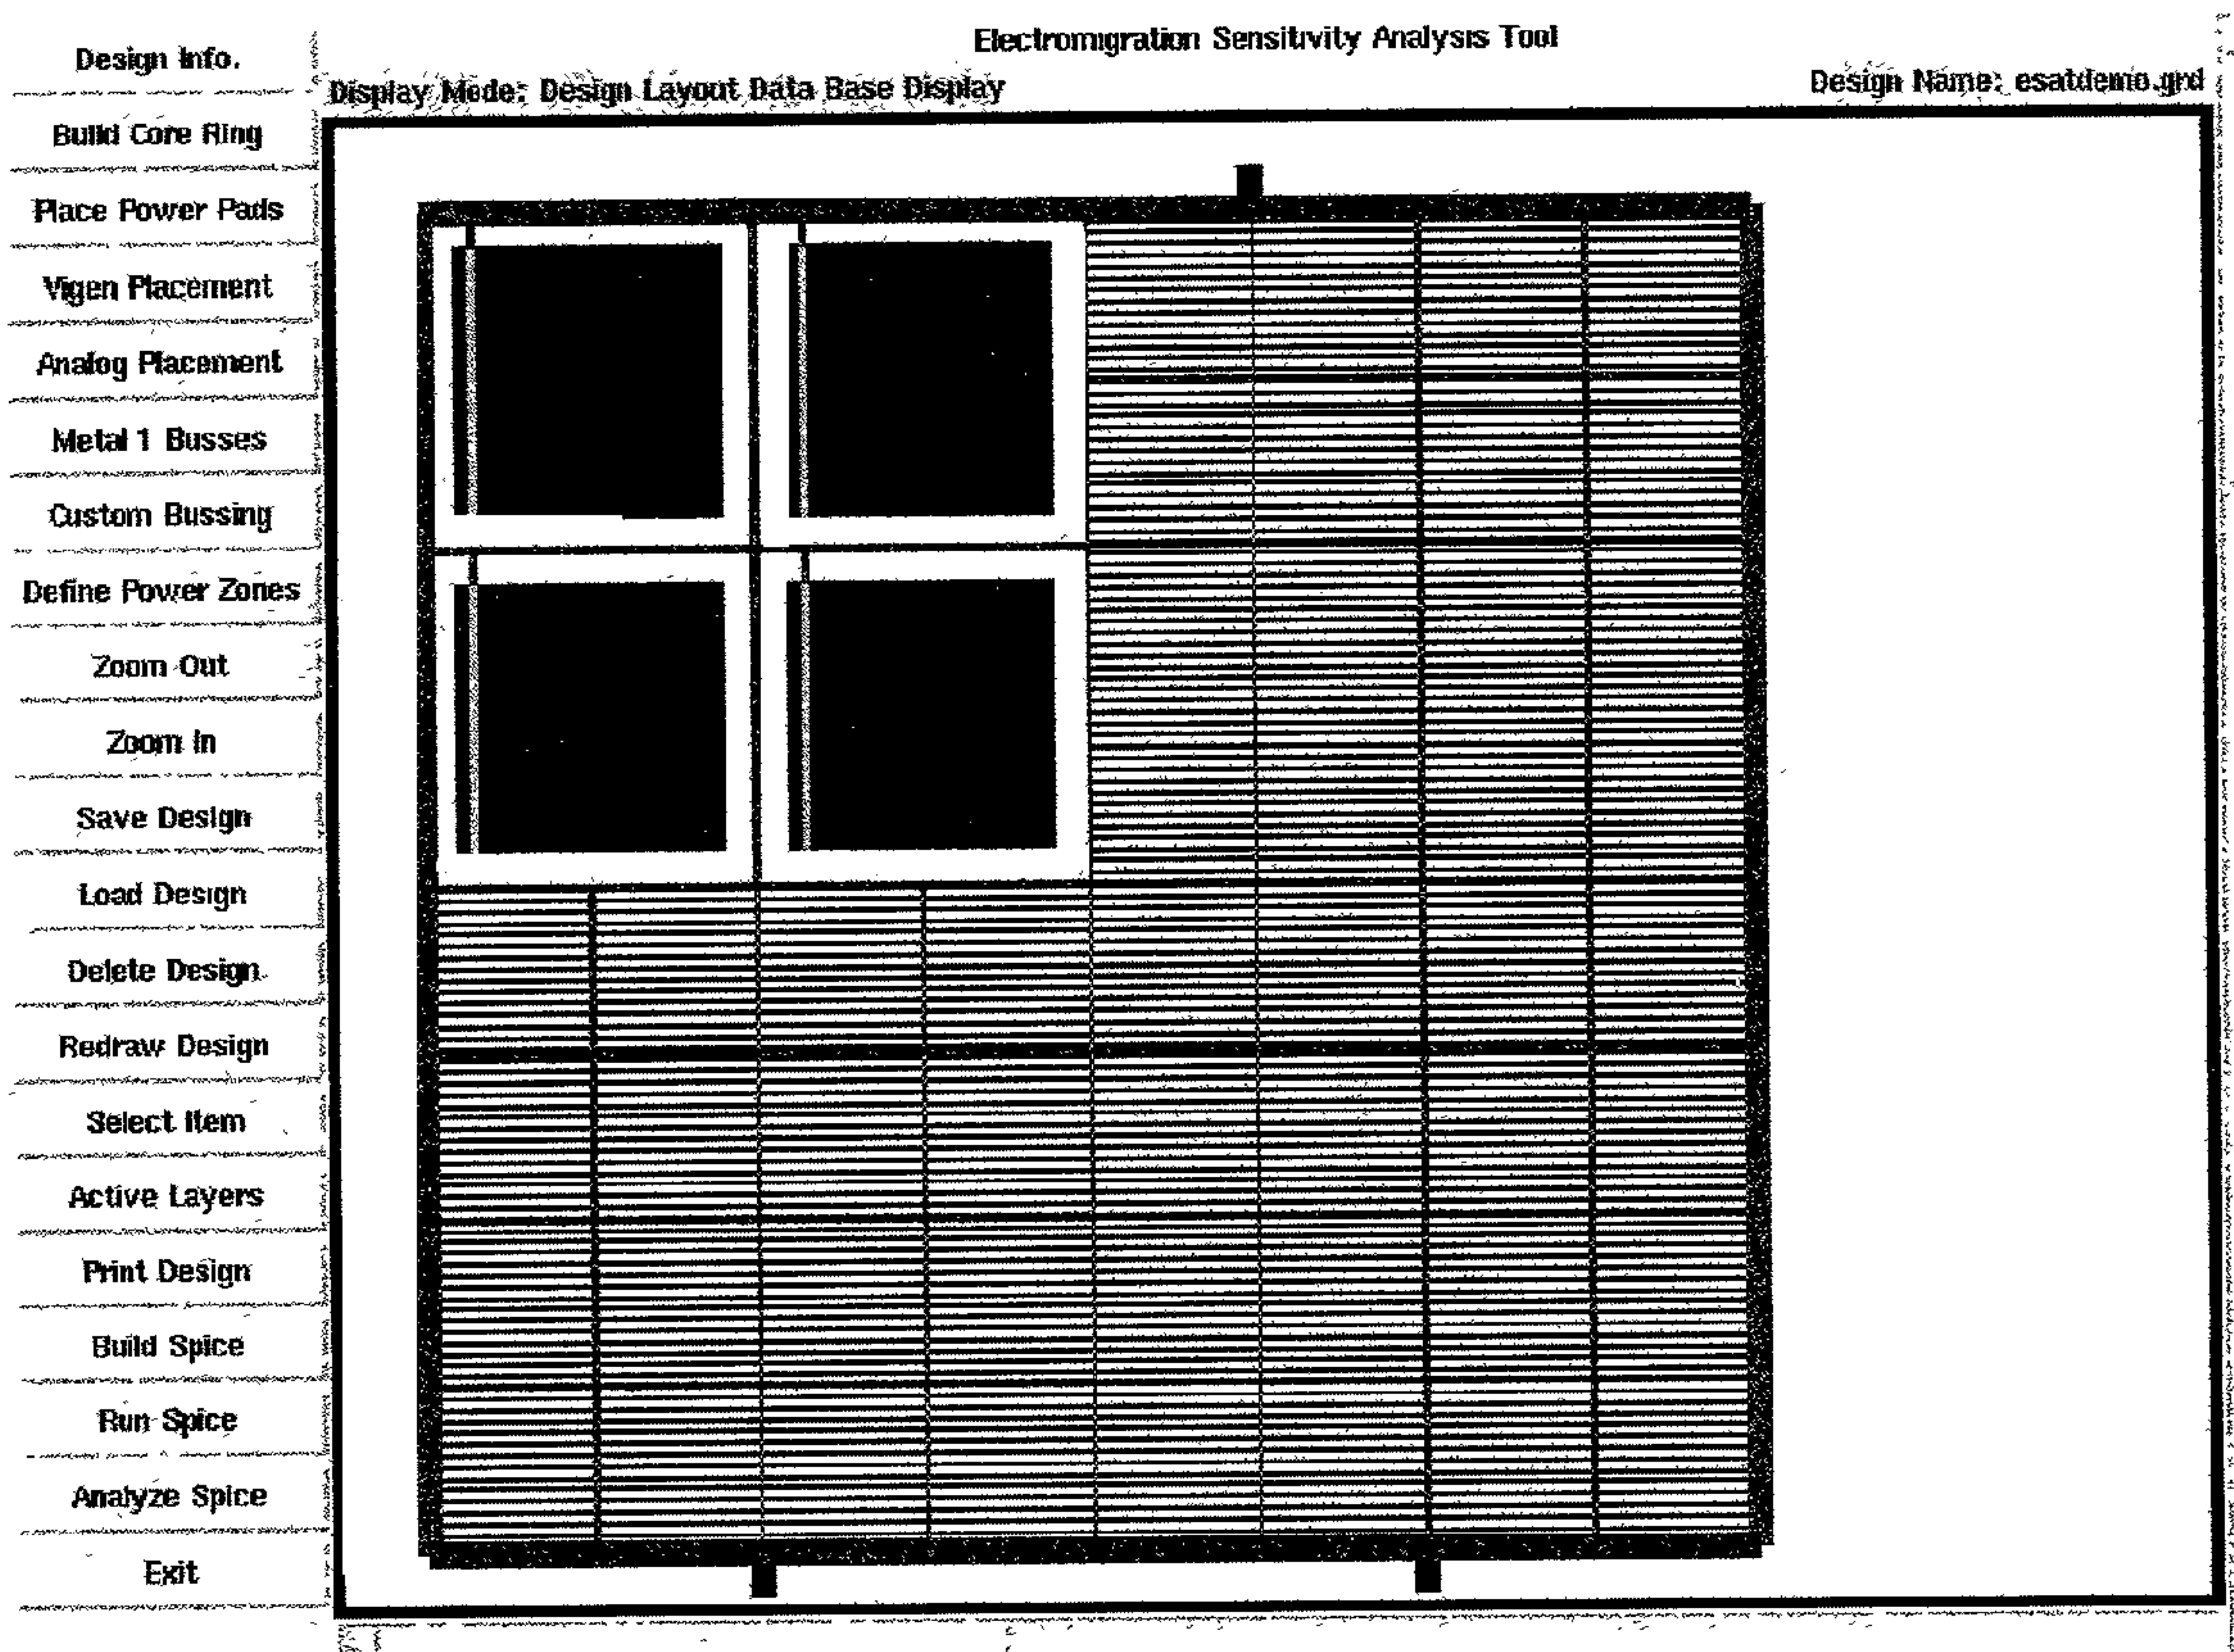 Electromigration Sensitivity Analysis Tool
Display Mode: Design Layout Data Base Display
Design Name: esatdemo.grd
Design Info.
Build Core Ring
Place Power Pads
Vigen Placement
Analog Placement
Metal 1 Busses
Custom Bussing
Define Power Zones
Zoom Out
Zoom In
Save Design
Load Design
Delete Design
Redraw Design
Select Item
Active Layers
Print Design
Build Spice
Run Spice
Analyze Spice
Exit